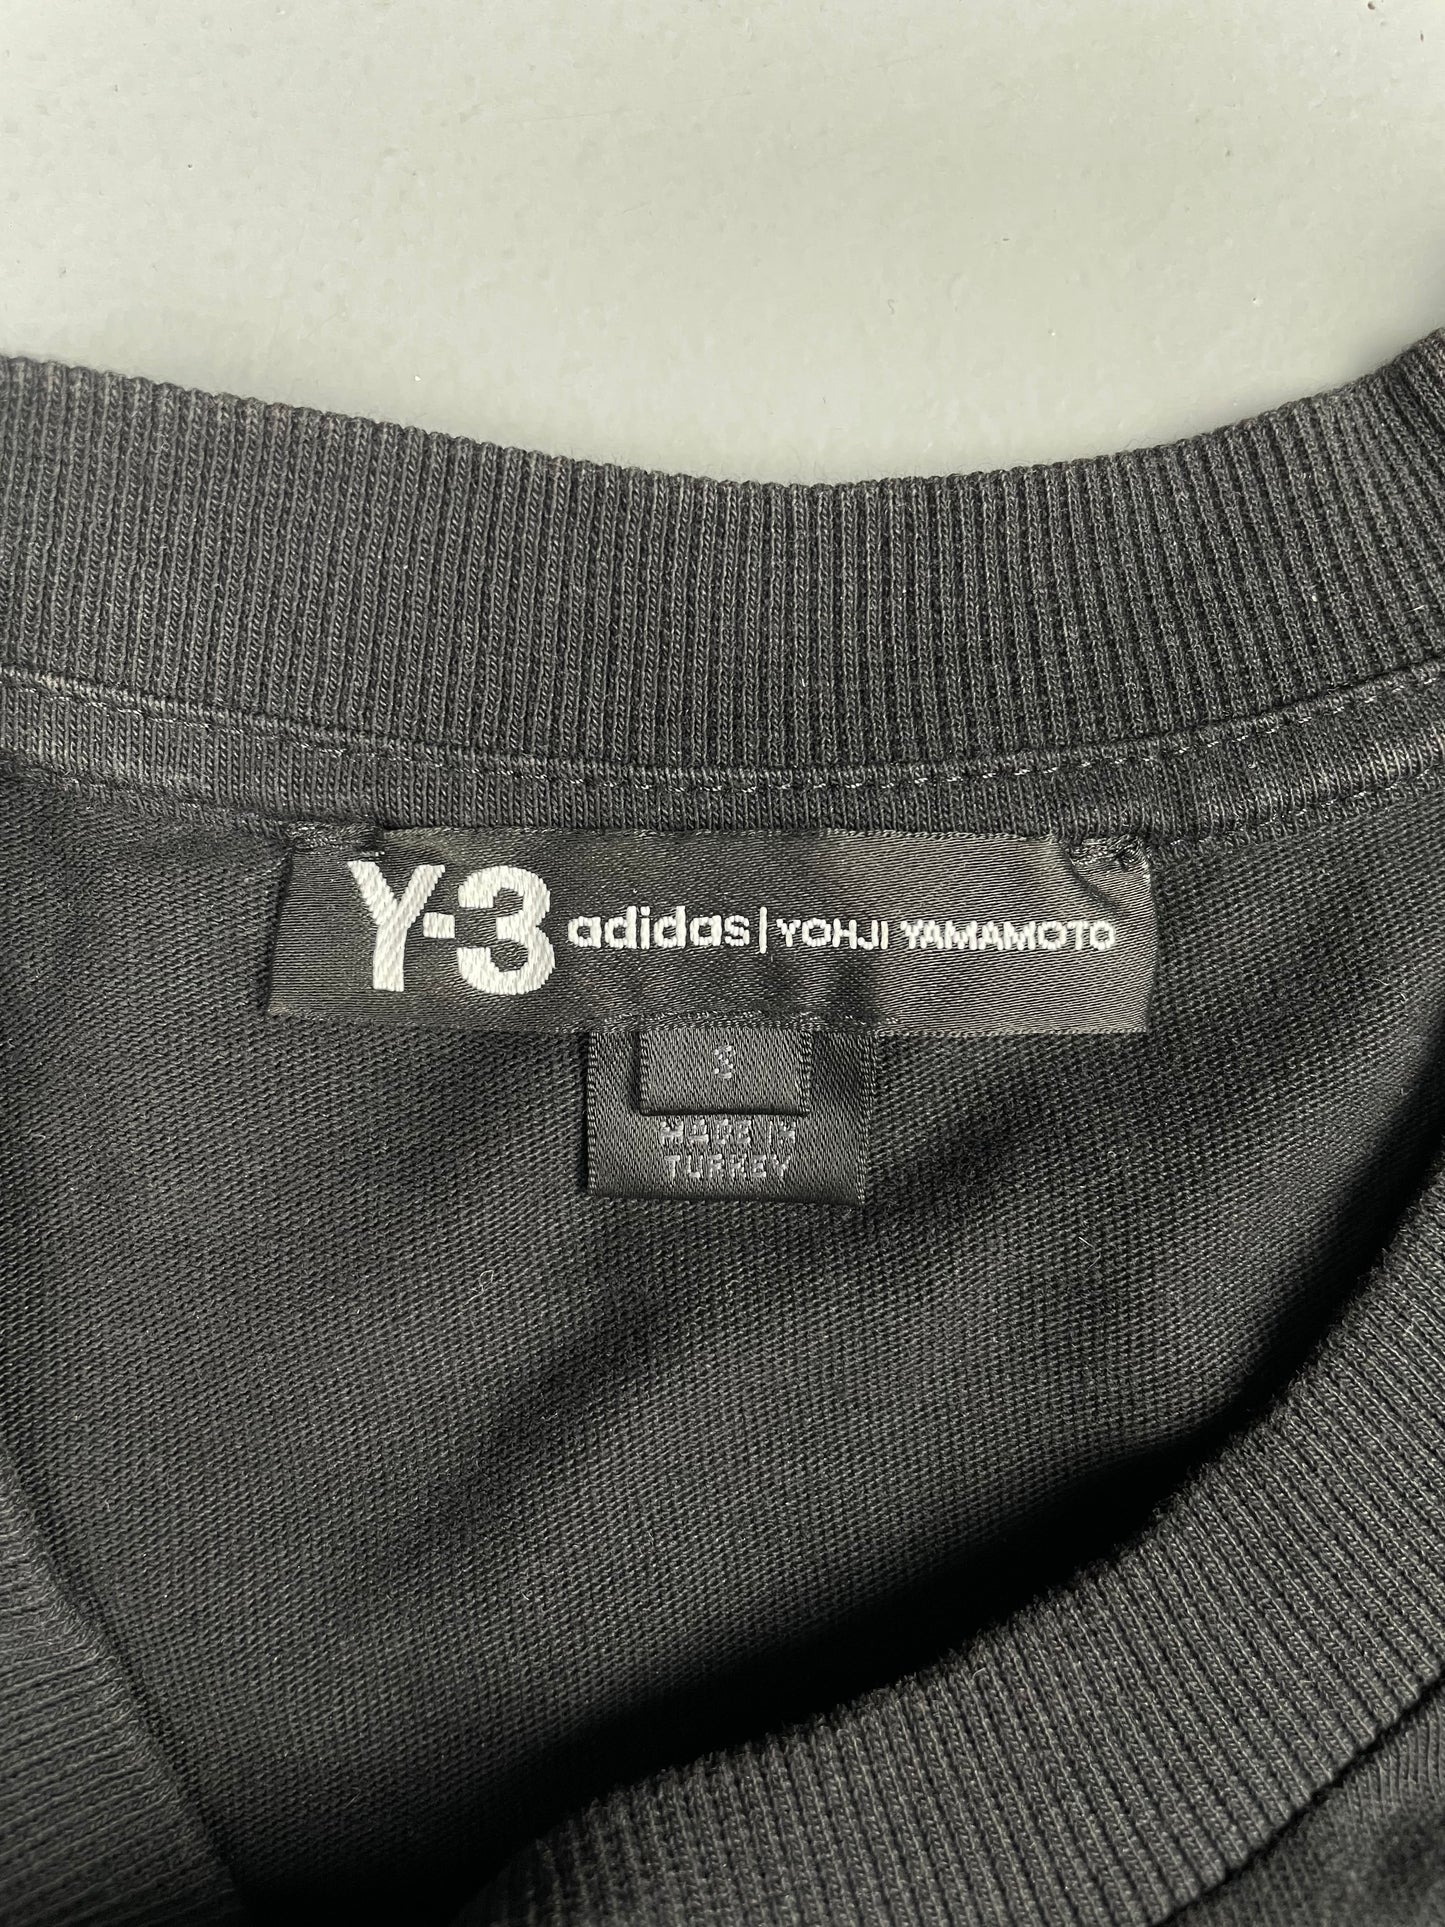 Y-3 adidas | YOHJI YAMAMOTO
MADE IN
TURKEY